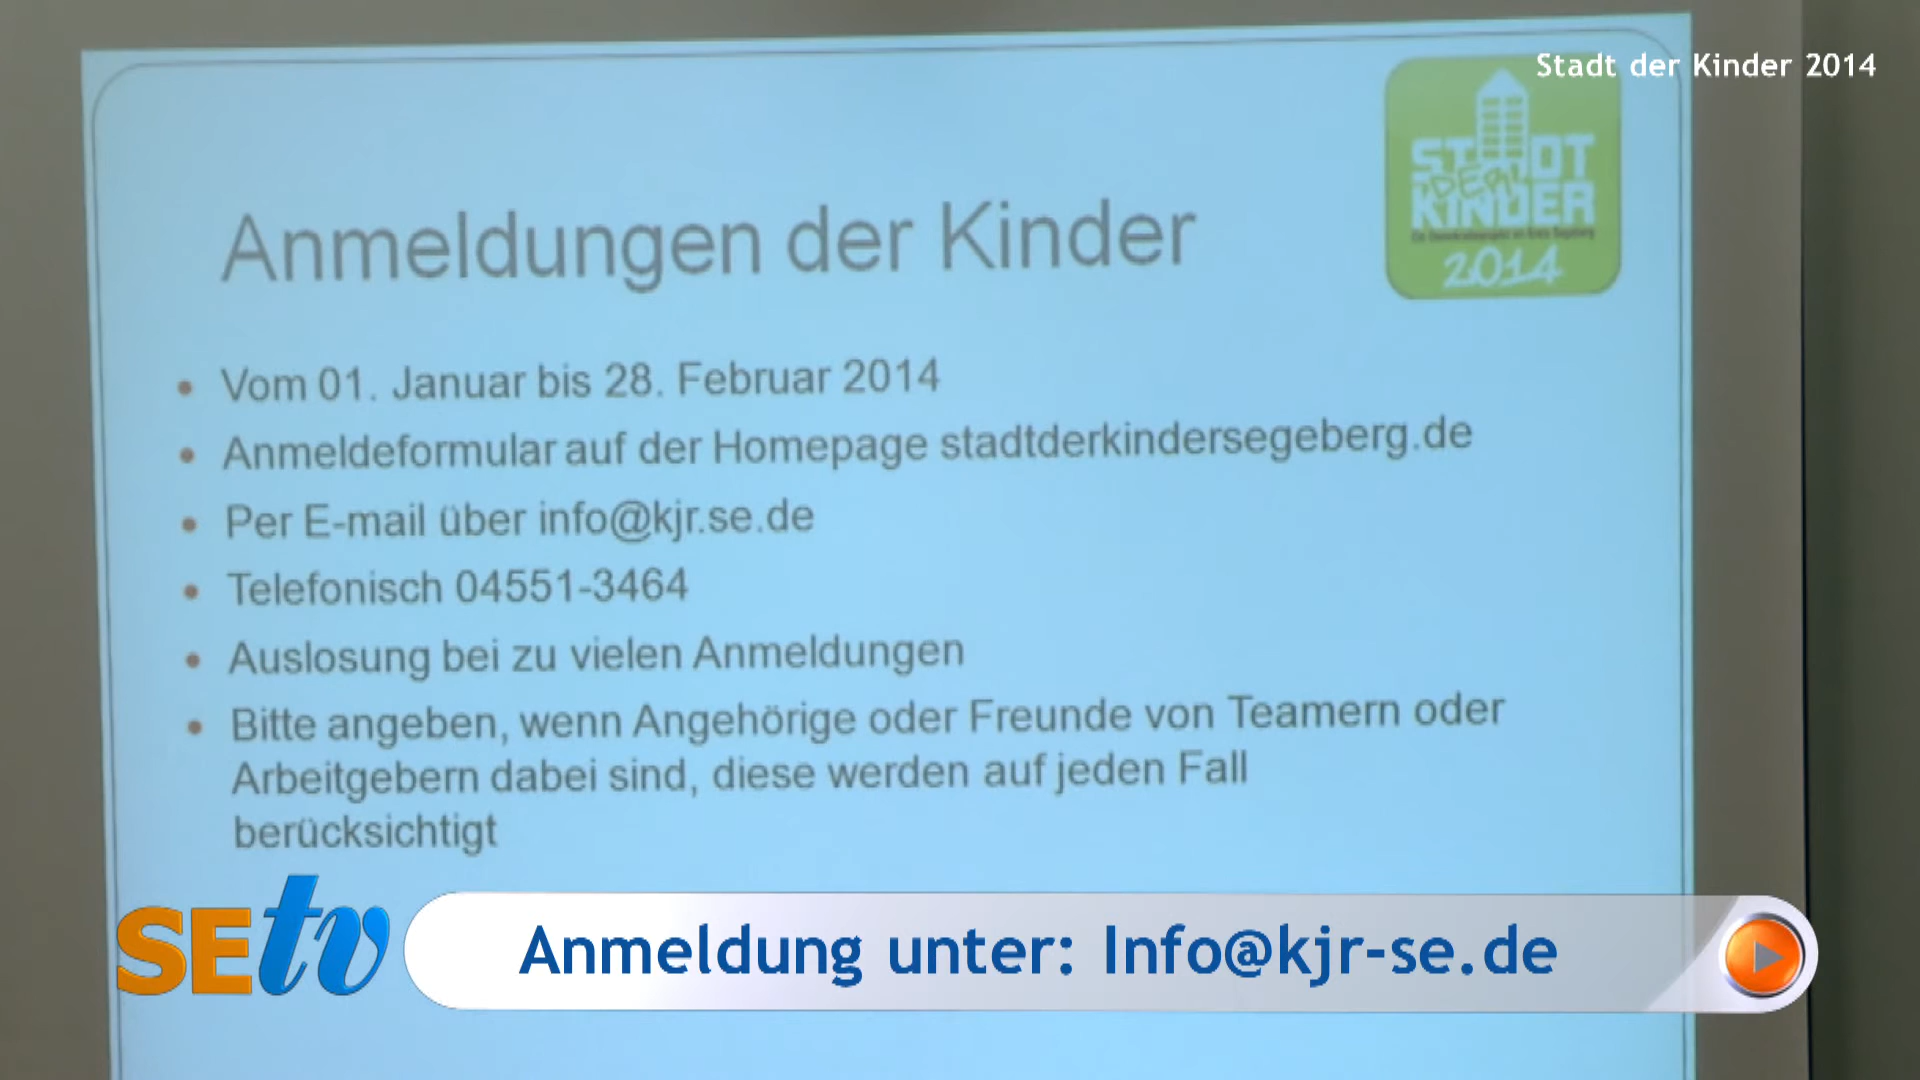 Stadt der Kinder 2014
STADT
DER
KINDER
2014
Anmeldungen der Kinder
• Vom 01. Januar bis 28. Februar 2014
• Anmeldeformular auf der Homepage stadtderkindersegeberg.de
• Per E-mail über info@kjr.se.de
• Telefonisch 04551-3464
• Auslosung bei zu vielen Anmeldungen
• Bitte angeben, wenn Angehörige oder Freunde von Teamern oder
Arbeitgebern dabei sind, diese werden auf jeden Fall
berücksichtigt
SEtv
Anmeldung unter: Info@kjr-se.de